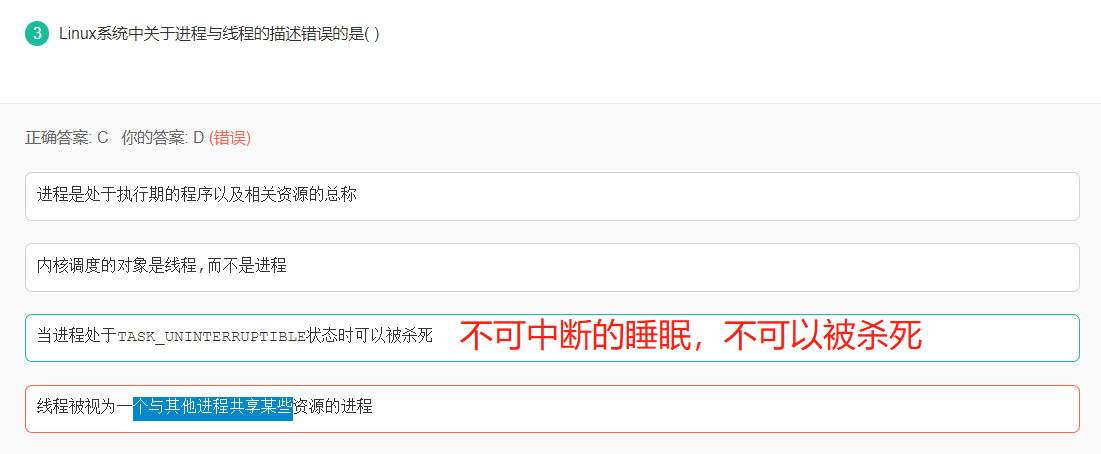 3 Linux系统中关于进程与线程的描述错误的是( )
正确答案: C 你的答案: D (错误)
进程是处于执行期的程序以及相关资源的总称
内核调度的对象是线程,而不是进程
当进程处于TASK_UNINTERRUPTIBLE状态时可以被杀死 不可中断的睡眠，不可以被杀死
线程被视为一个与其他进程共享某些资源的进程